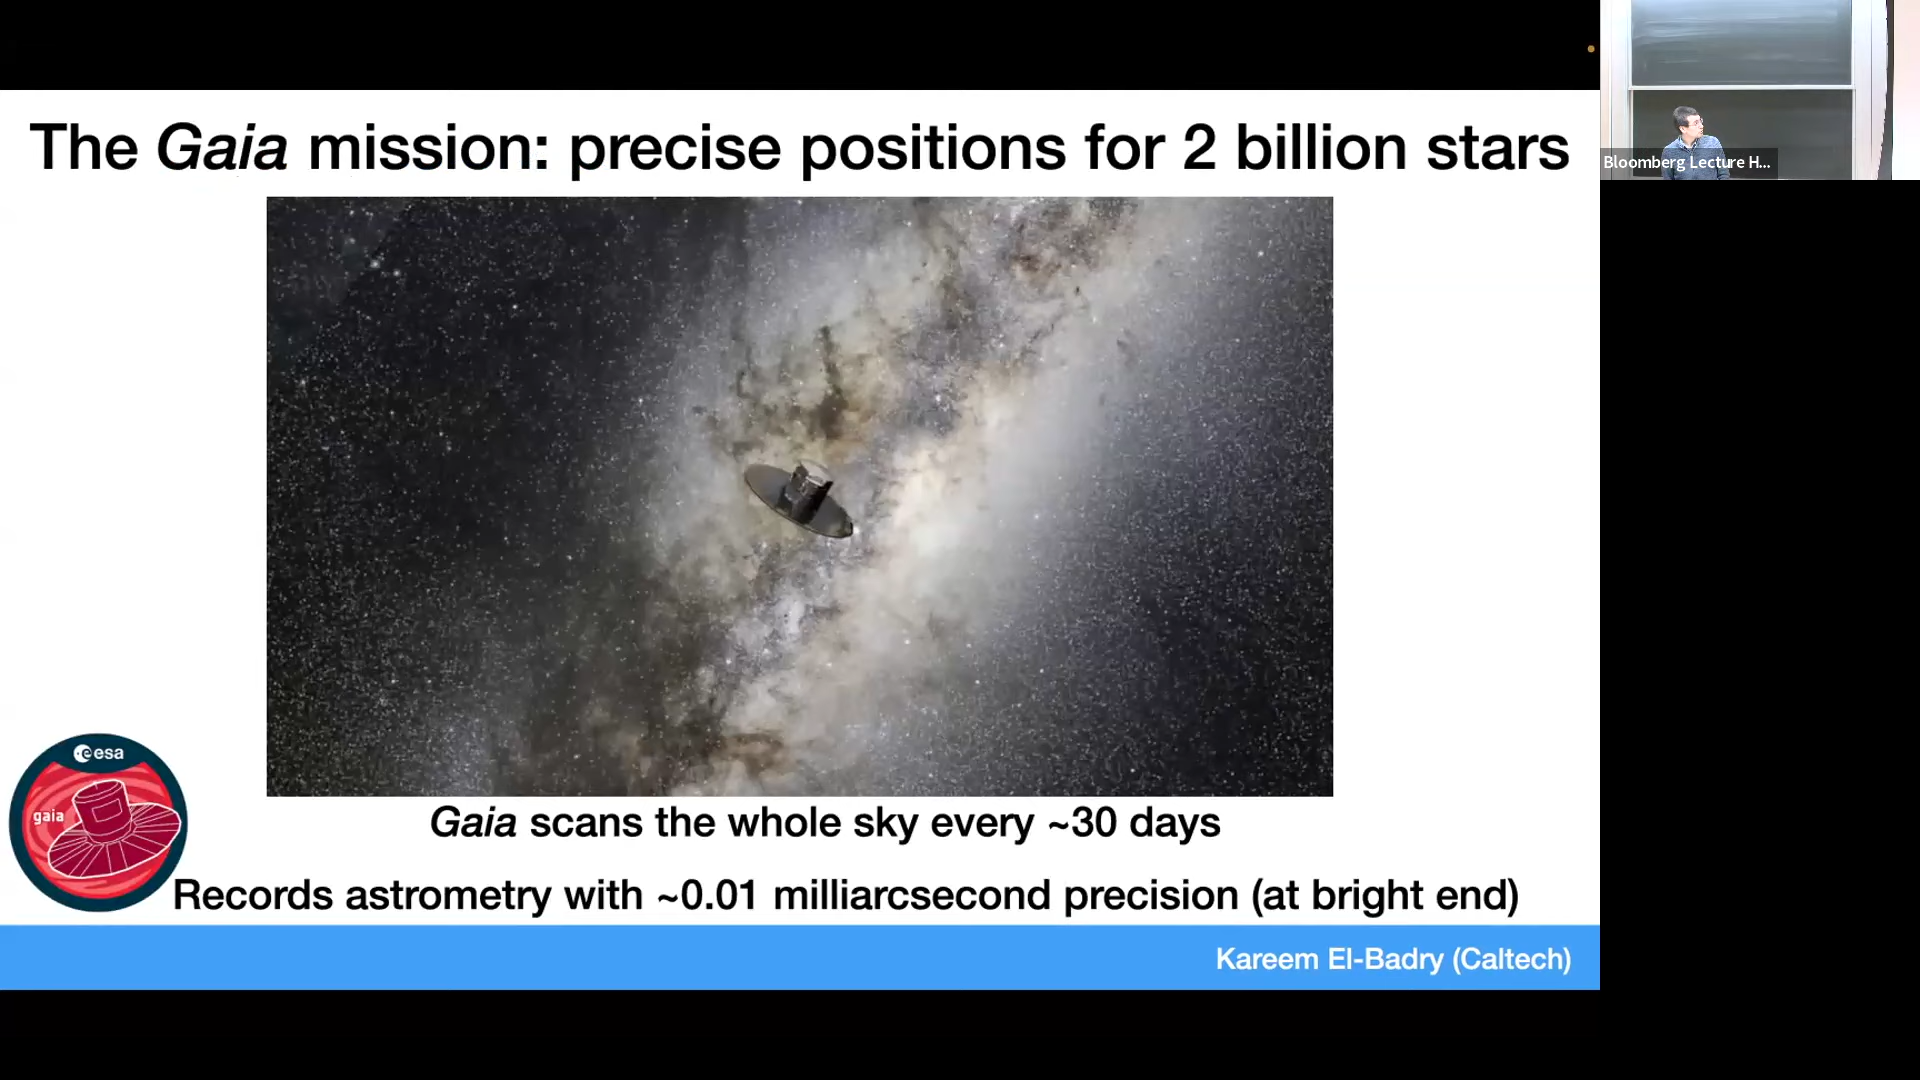 The Gaia mission: precise positions for 2 billion stars
Bloomberg Lecture H...
esa
gaia
Gaia scans the whole sky every ~30 days
Records astrometry with ~0.01 milliarcsecond precision (at bright end)
Kareem El-Badry (Caltech)